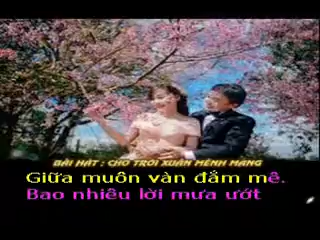 BÀI HÁT : CHO TRỜI XUÂN MÊNH MANG
Giữa muôn vàn đắm mê.
Bao nhiêu lời mưa ướt